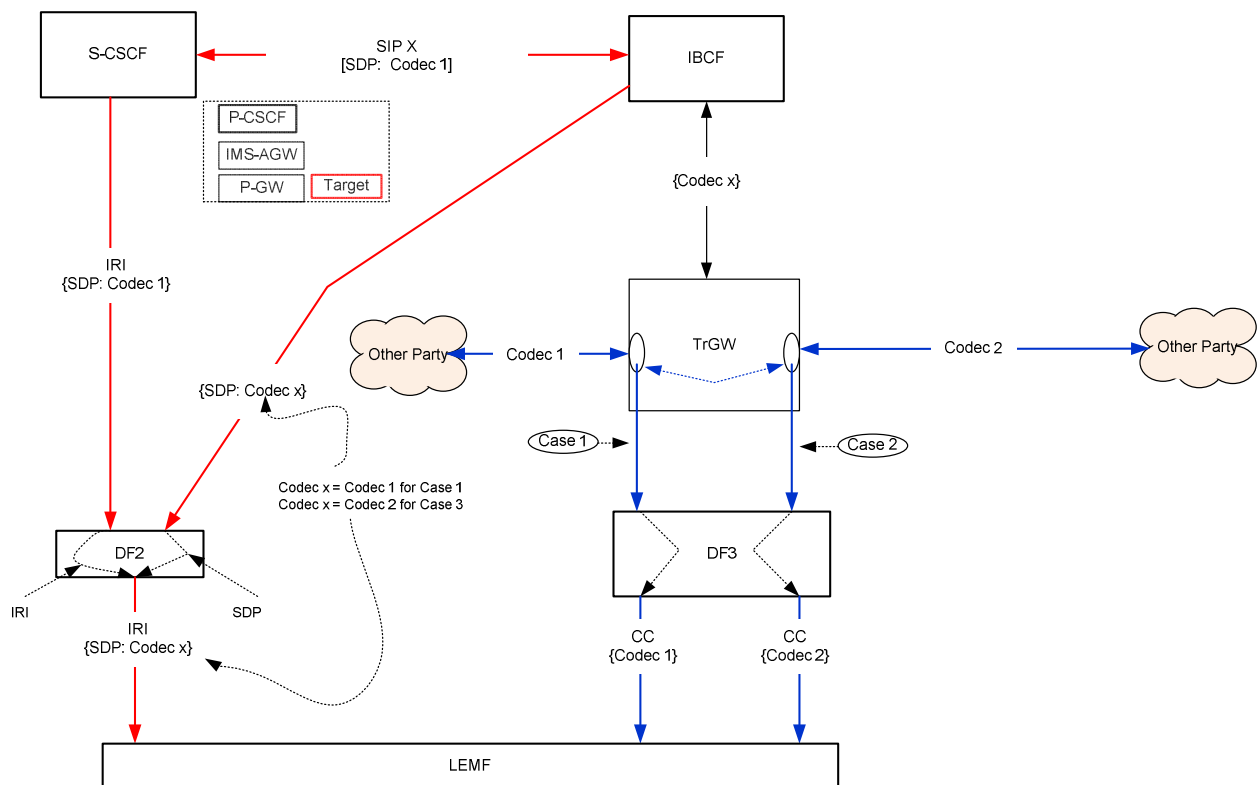 S-CSCF
SIP X
[SDP: Codec 1]
IBCF
P-CSCF
IMS-AGW
P-GW
Target
{Codec x}
IRI
{SDP: Codec 1}
Other Party
Codec 1
TrGW
Codec 2
Other Party
{SDP: Codec x}
Case 1
Case 2
Codec x = Codec 1 for Case 1
Codec x = Codec 2 for Case 3
DF2
DF3
IRI
SDP
IRI
{SDP: Codec x}
CC
{Codec 1}
CC
{Codec 2}
LEMF